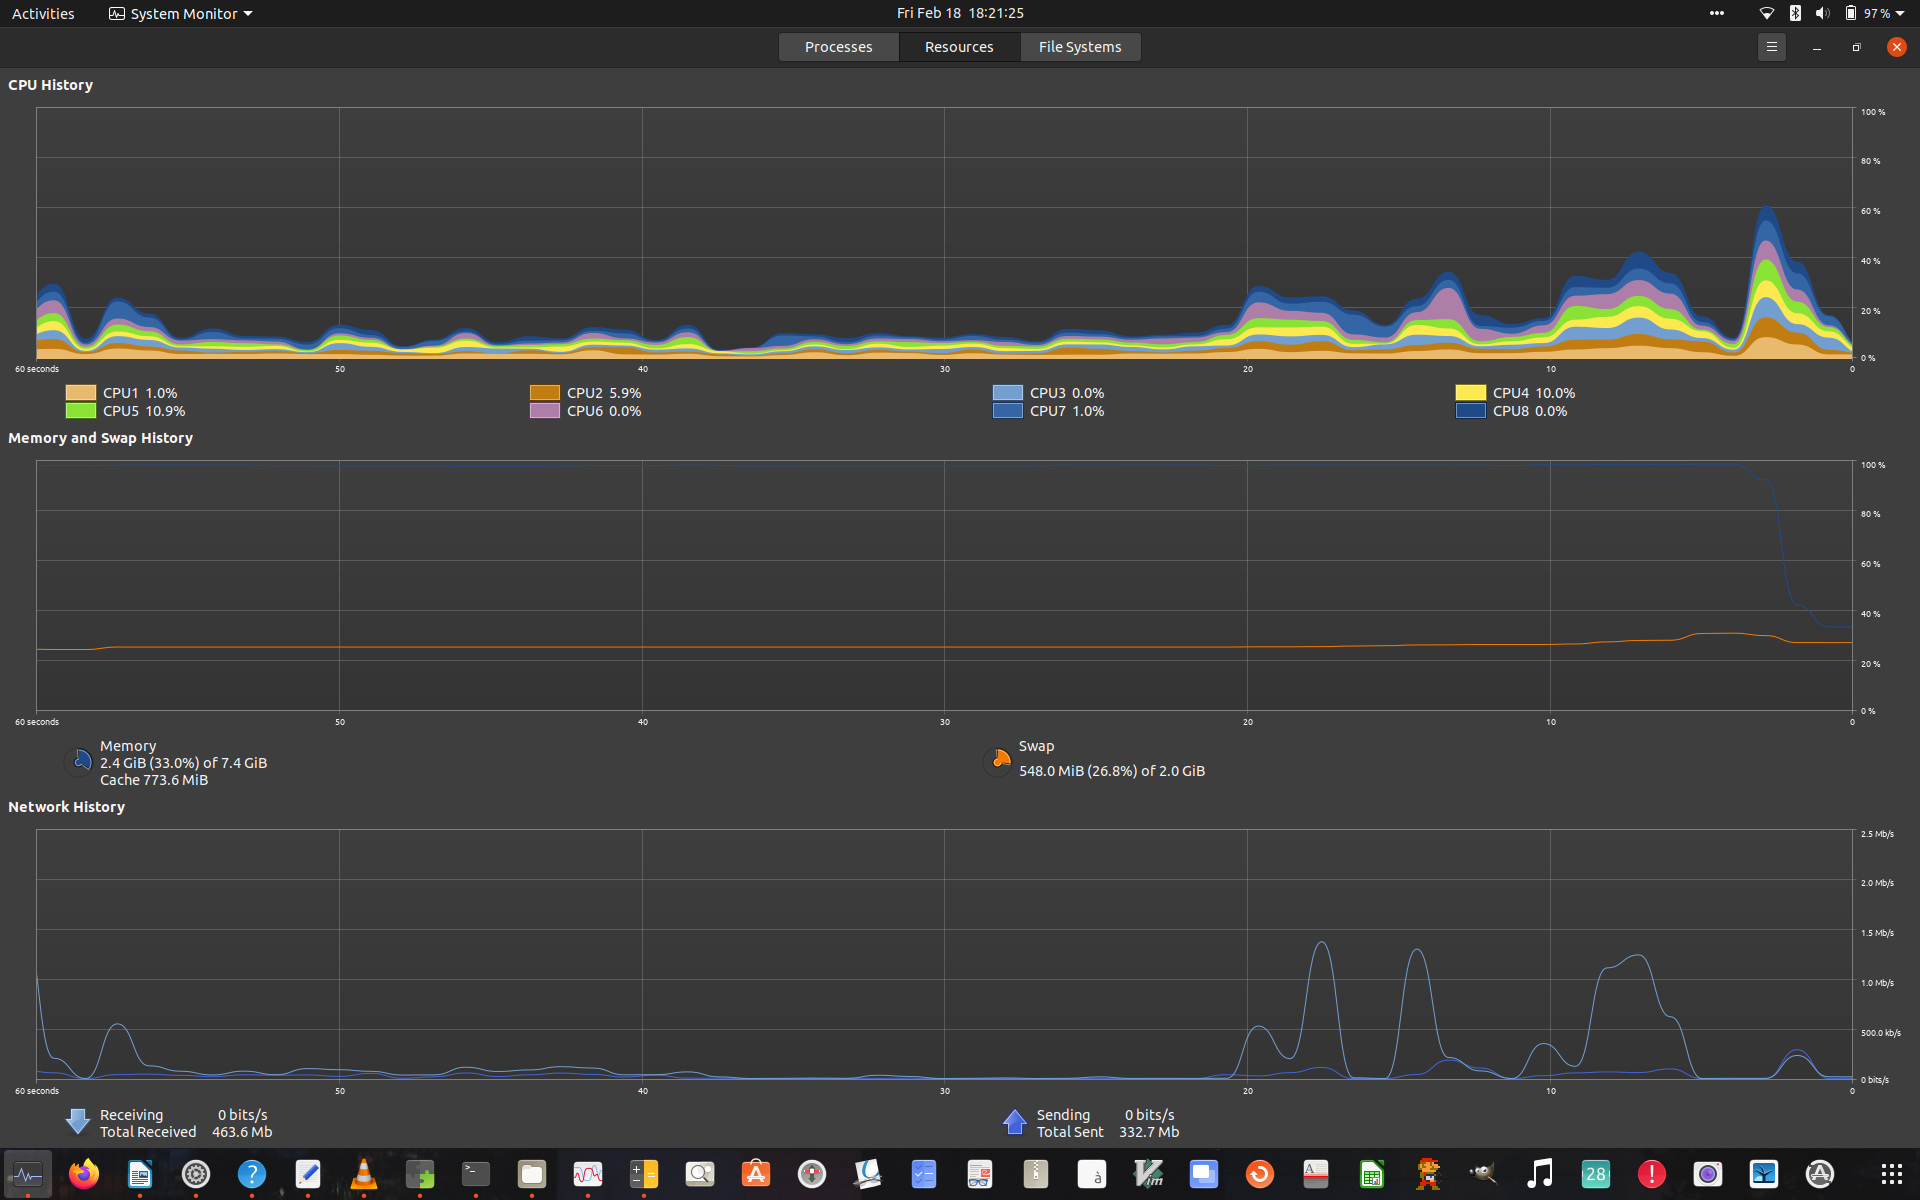 Activities System Monitor Fri Feb 18 18:21:25 97 %
Processes Resources File Systems
CPU History
100 %
80 %
60 %
40 %
20 %
0 %
60 seconds 50 40 30 20 10 0
CPU1 1.0% CPU2 5.9% CPU3 0.0% CPU4 10.0%
CPU5 10.9% CPU6 0.0% CPU7 1.0% CPU8 0.0%
Memory and Swap History
100 %
80 %
60 %
40 %
20 %
0 %
60 seconds 50 40 30 20 10 0
Memory
2.4 GiB (33.0%) of 7.4 GiB
Cache 773.6 MiB
Swap
548.0 MiB (26.8%) of 2.0 GiB
Network History
2.5 Mb/s
2.0 Mb/s
1.5 Mb/s
1.0 Mb/s
500.0 kb/s
0 bits/s
60 seconds 50 40 30 20 10 0
Receiving 0 bits/s
Total Received 463.6 Mb
Sending 0 bits/s
Total Sent 332.7 Mb
28